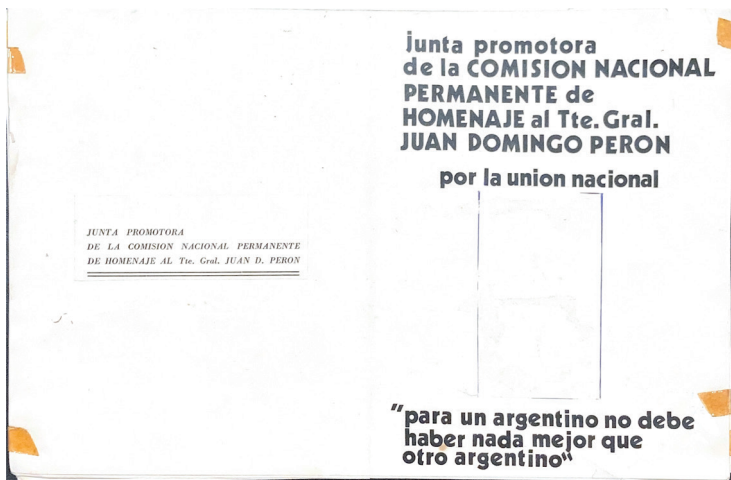 JUNTA PROMOTORA
DE LA COMISION NACIONAL PERMANENTE
DE HOMENAJE AL Tte. Gral. JUAN D. PERON
junta promotora
de la COMISION NACIONAL
PERMANENTE de
HOMENAJE al Tte. Gral.
JUAN DOMINGO PERON
por la union nacional
"para un argentino no debe
haber nada mejor que
otro argentino"